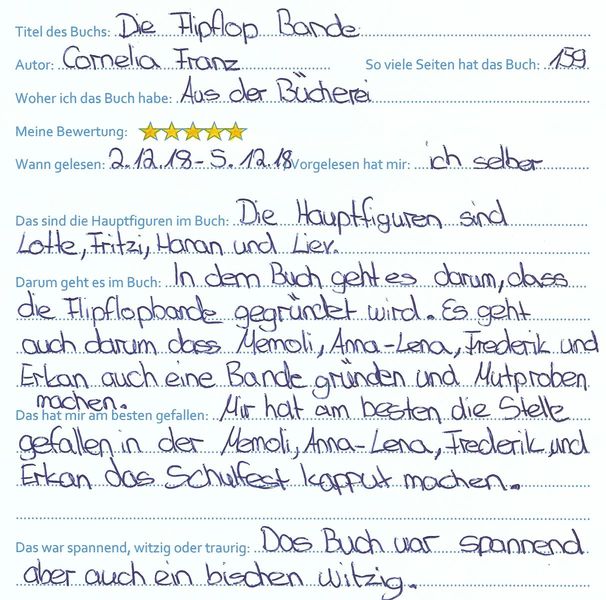 Titel des Buchs: Die Flipflop Bande
Autor: Cornelia Franz So viele Seiten hat das Buch: 159
Woher ich das Buch habe: Aus der Bücherei
Meine Bewertung:
Wann gelesen: 2.12.18-5.12.18 Vorgelesen hat mir: ich selber
Das sind die Hauptfiguren im Buch: Die Hauptfiguren sind
Lotte, Fritzi, Hanan und Liev.
Darum geht es im Buch: In dem Buch geht es darum, dass
die Flipflopbande gegründet wird. Es geht
auch darum dass Memoli, Anna-Lena, Frederik und
Erkan auch eine Bande gründen und Mutproben
machen.
Das hat mir am besten gefallen: Mir hat am besten die Stelle
gefallen in der Memoli, Anna-Lena, Frederik und
Erkan das Schulfest kapput machen.
Das war spannend, witzig oder traurig: Das Buch war spannend
aber auch ein bischen witzig.